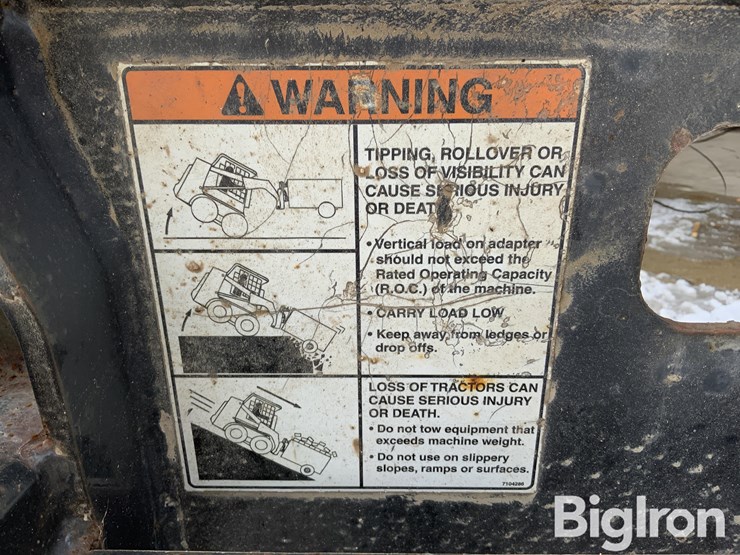 WARNING
TIPPING, ROLLOVER OR
LOSS OF VISIBILITY CAN
CAUSE SERIOUS INJURY
OR DEATH.
• Vertical load on adapter
should not exceed the
Rated Operating Capacity
(R.O.C.) of the machine.
• CARRY LOAD LOW
• Keep away from ledges or
drop offs.
LOSS OF TRACTORS CAN
CAUSE SERIOUS INJURY
OR DEATH.
• Do not tow equipment that
exceeds machine weight.
• Do not use on slippery
slopes, ramps or surfaces.
BigIron